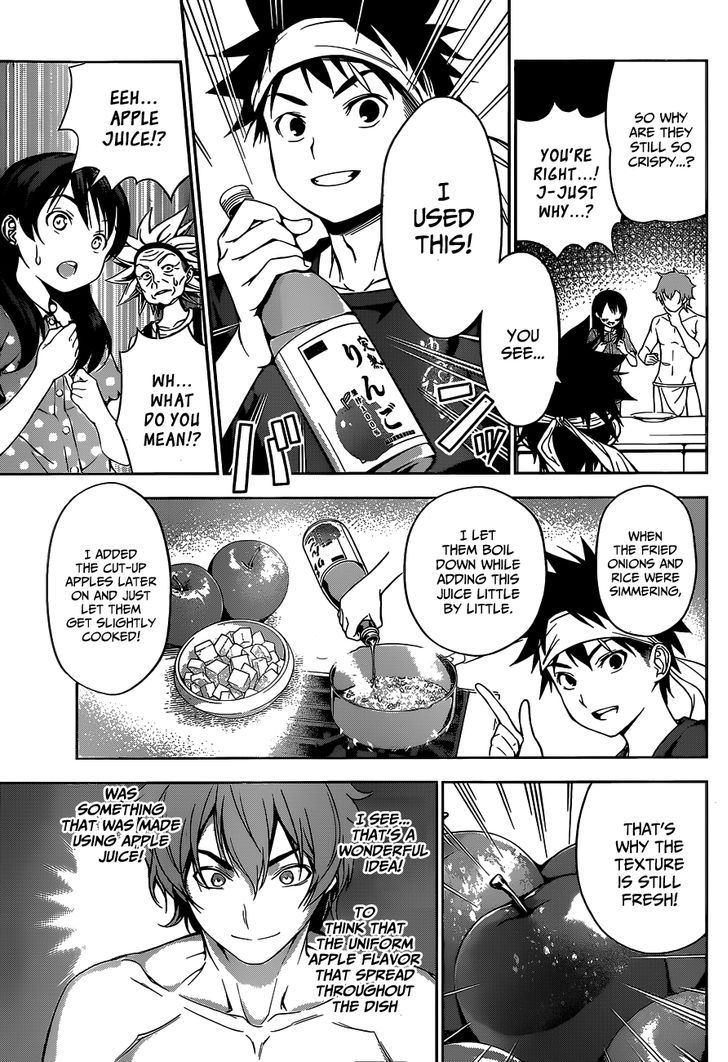 SO WHY
ARE THEY
STILL SO
CRISPY...?
YOU'RE
RIGHT...!
J-JUST
WHY...?
YOU
SEE...
I
USED
THIS!
りんご
EEH...
APPLE
JUICE!?
WH...
WHAT
DO YOU
MEAN!?
WHEN
THE FRIED
ONIONS AND
RICE WERE
SIMMERING,
I LET
THEM BOIL
DOWN WHILE
ADDING THIS
JUICE LITTLE
BY LITTLE.
I ADDED
THE CUT-UP
APPLES LATER
ON AND JUST
LET THEM
GET SLIGHTLY
COOKED!
THAT'S
WHY THE
TEXTURE
IS STILL
FRESH!
I SEE...
THAT'S A
WONDERFUL
IDEA!
TO
THINK THAT
THE UNIFORM
APPLE FLAVOR
THAT SPREAD
THROUGHOUT
THE DISH
WAS
SOMETHING
THAT WAS MADE
USING APPLE
JUICE!